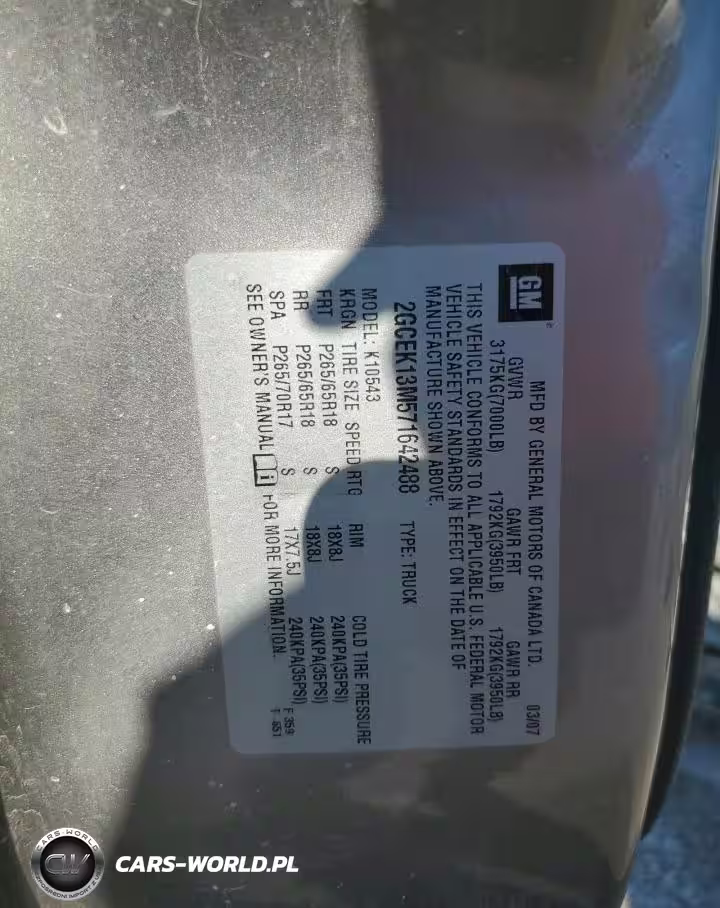 GM
MFD BY GENERAL MOTORS OF CANADA LTD. 03/07
GVWR GAWR FRT GAWR RR
3175KG(7000LB) 1792KG(3950LB) 1792KG(3950LB)
THIS VEHICLE CONFORMS TO ALL APPLICABLE U.S. FEDERAL MOTOR
VEHICLE SAFETY STANDARDS IN EFFECT ON THE DATE OF
MANUFACTURE SHOWN ABOVE.
2GCEK13M571642488 TYPE: TRUCK
MODEL: K10543
KRGN TIRE SIZE SPEED RTG RIM COLD TIRE PRESSURE
FRT P265/65R18 S 18X8J 240KPA(35PSI)
RR P265/65R18 S 18X8J 240KPA(35PSI)
SPA P265/70R17 S 17X7.5J 240KPA(35PSI)
SEE OWNER'S MANUAL i FOR MORE INFORMATION.
F 359
CARS-WORLD
CW
CARS-WORLD.PL